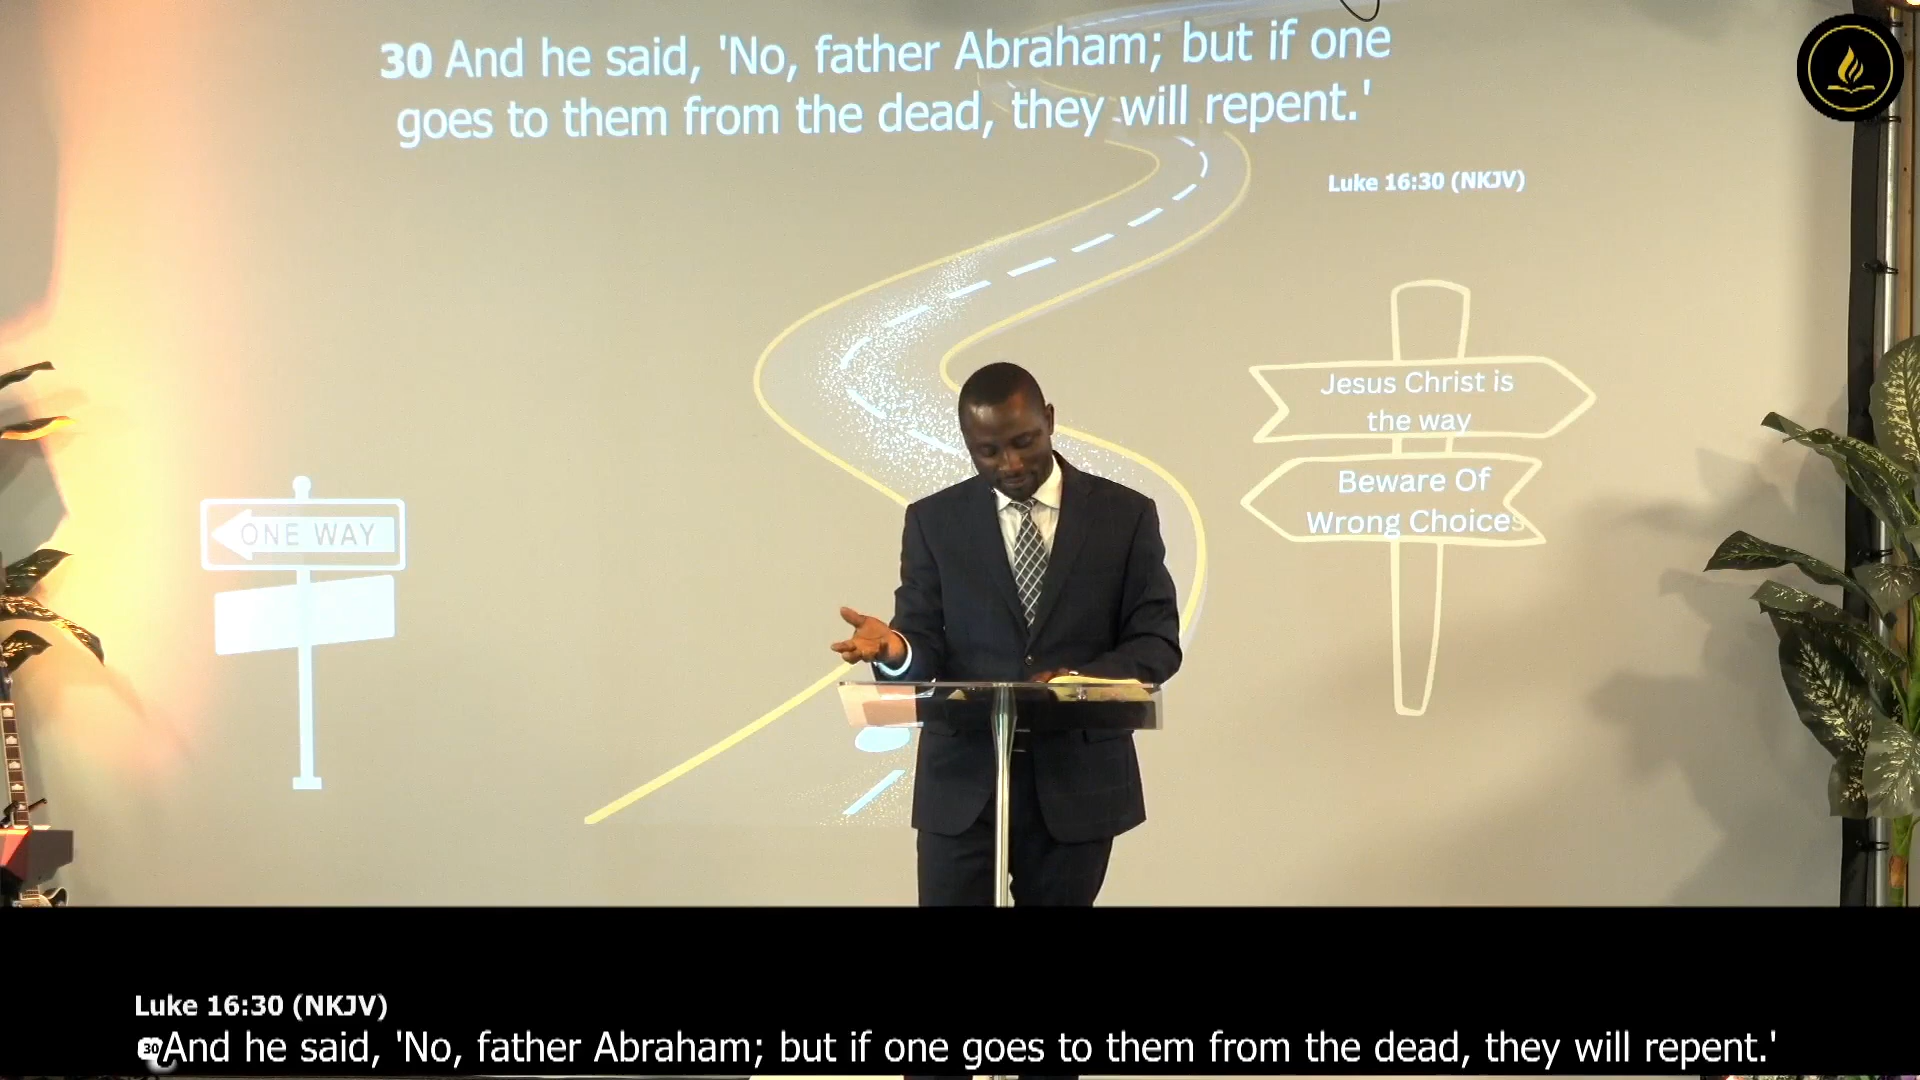 30 And he said, 'No, father Abraham; but if one
goes to them from the dead, they will repent.'
Luke 16:30 (NKJV)
Jesus Christ is
the way
Beware Of
Wrong Choices
ONE WAY
Luke 16:30 (NKJV)
30 And he said, 'No, father Abraham; but if one goes to them from the dead, they will repent.'